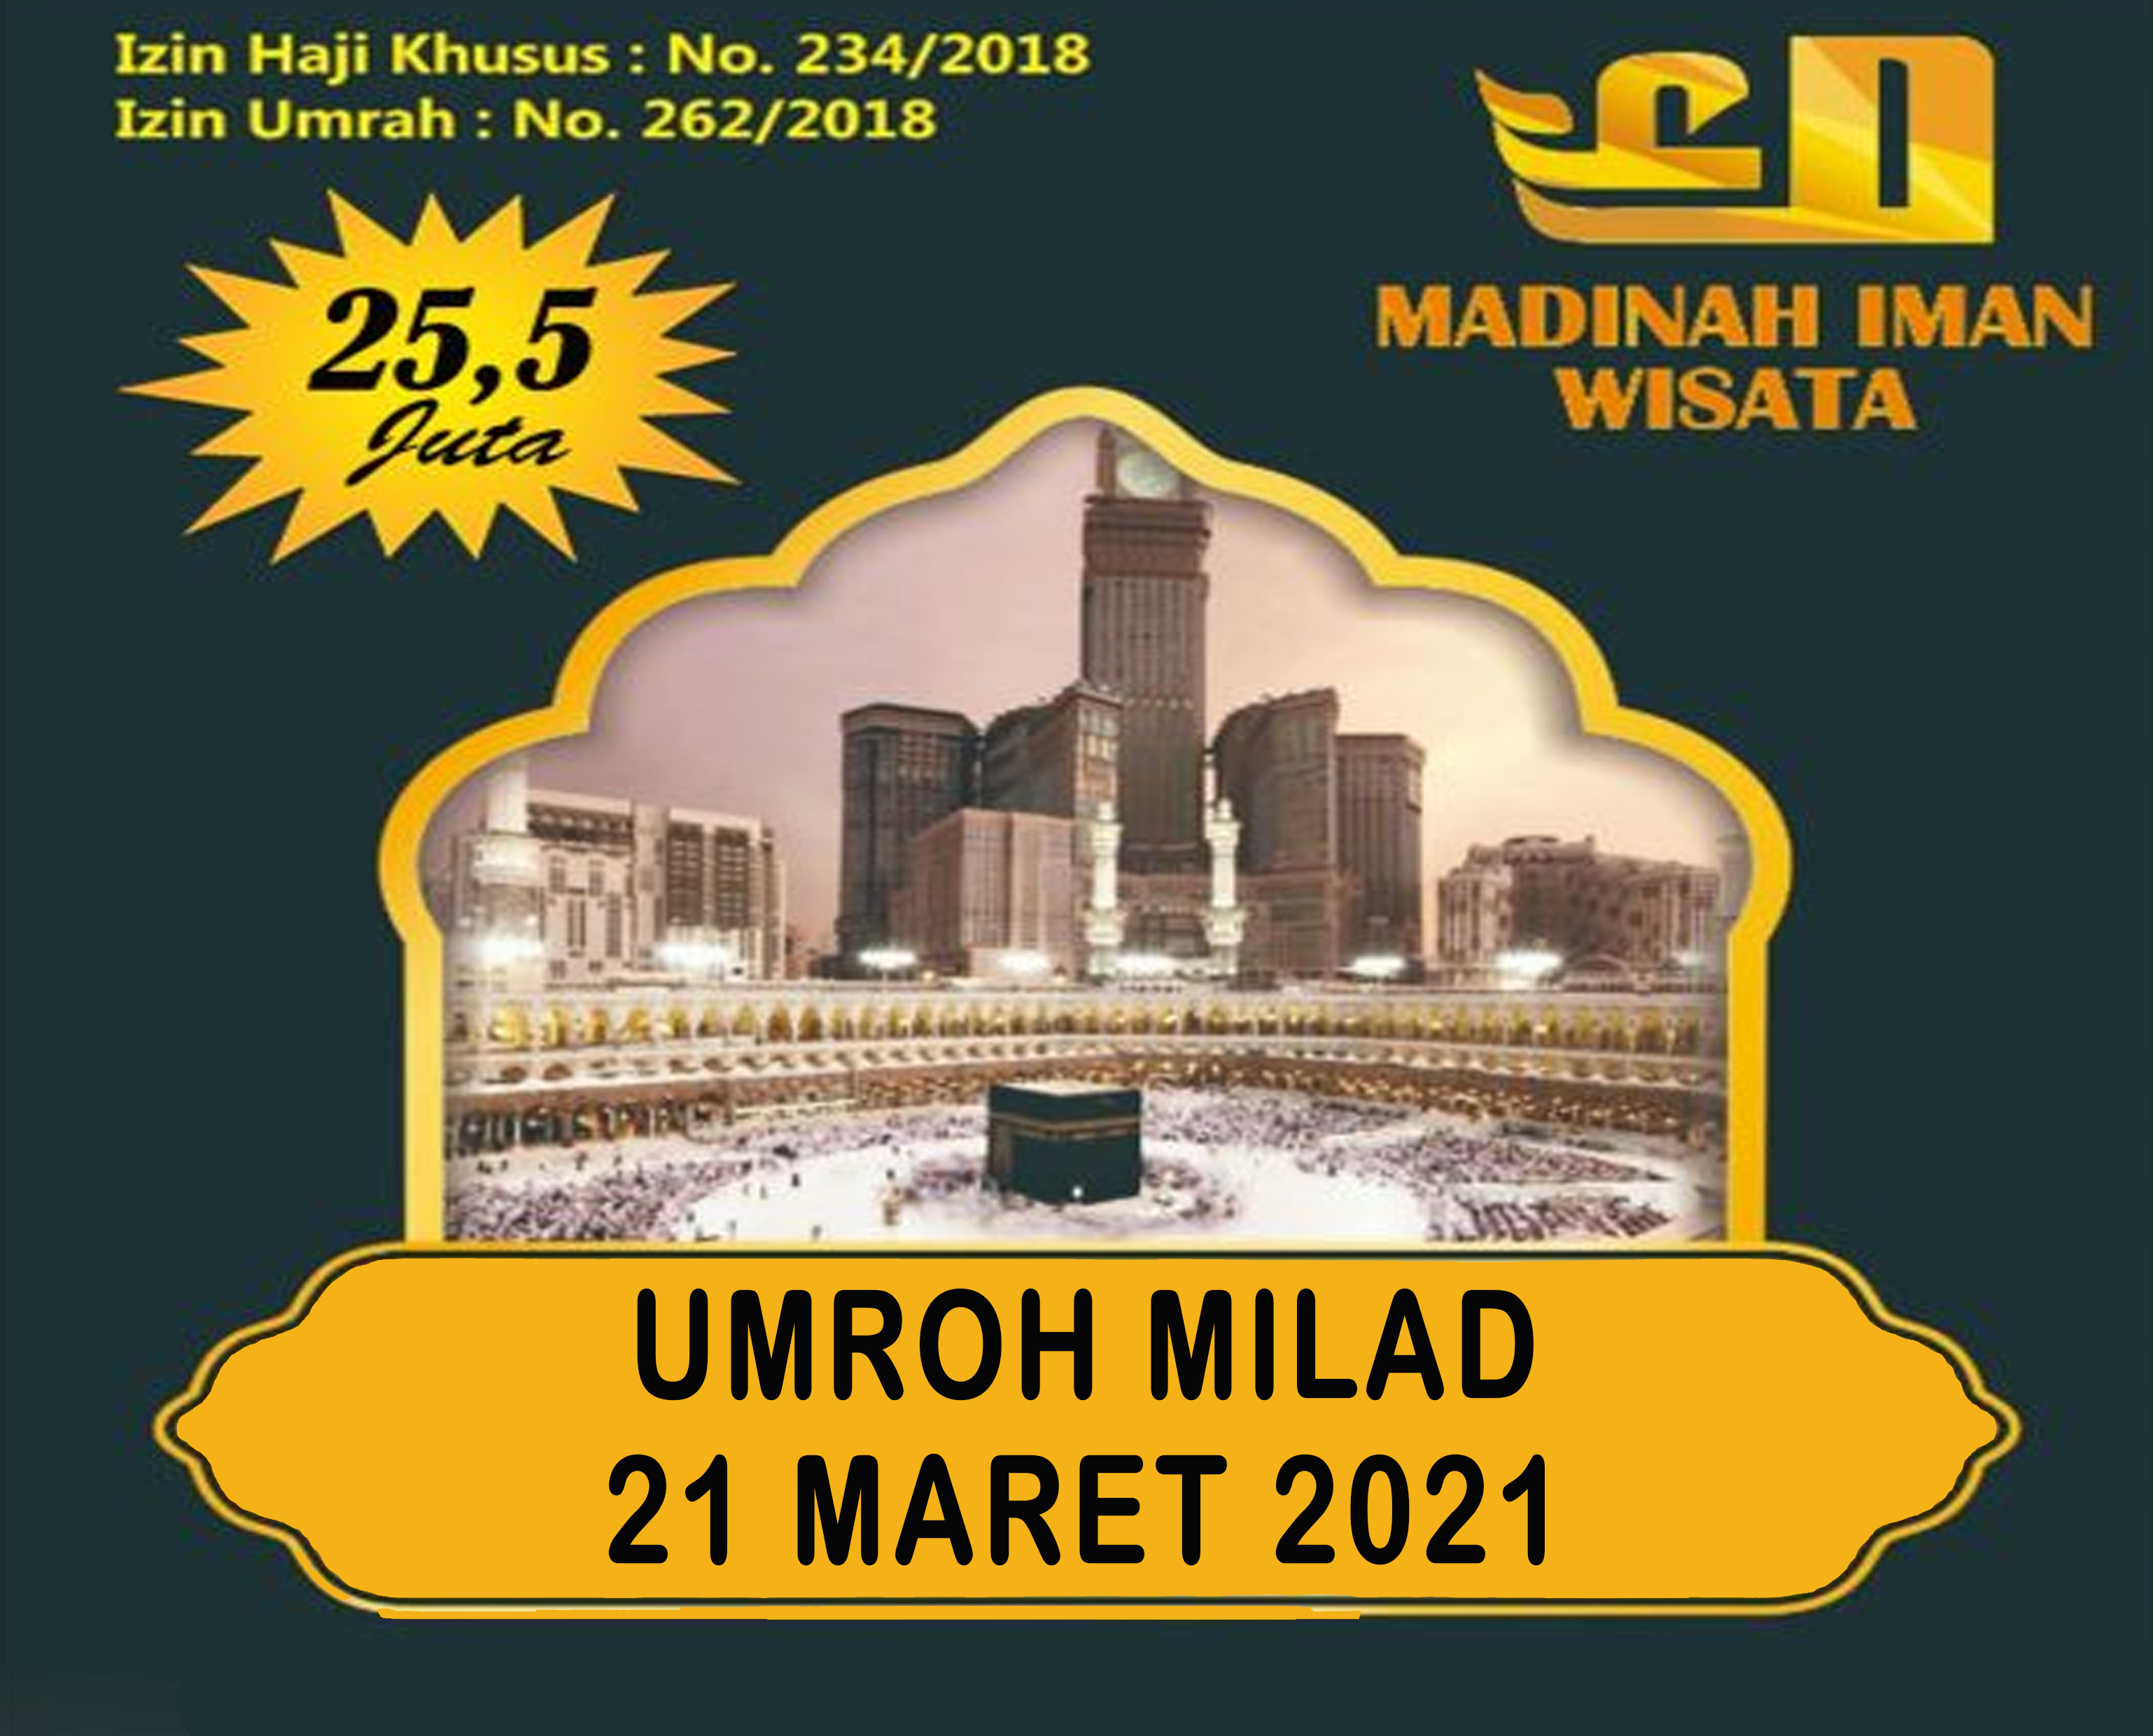 Izin Haji Khusus : No. 234/2018
Izin Umrah : No. 262/2018
25,5
Juta
MADINAH IMAN
WISATA
UMROH MILAD
21 MARET 2021